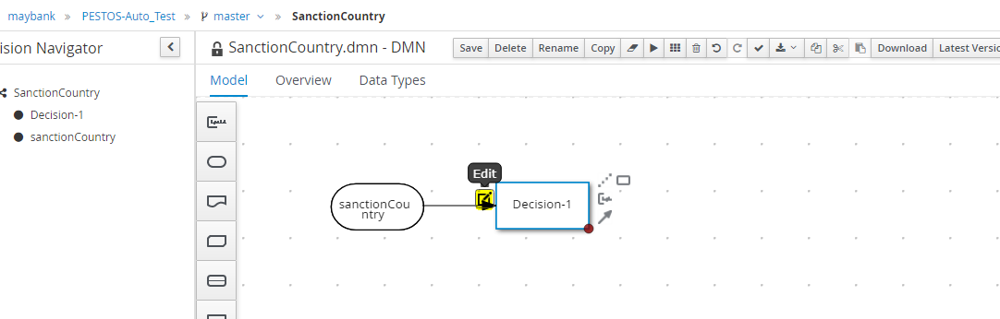 maybank » PESTOS-Auto_Test » master » SanctionCountry
ision Navigator
SanctionCountry.dmn - DMN
Save Delete Rename Copy Download Latest Versio
Model Overview Data Types
SanctionCountry
Decision-1
sanctionCountry
Edit
sanctionCou
ntry
Decision-1